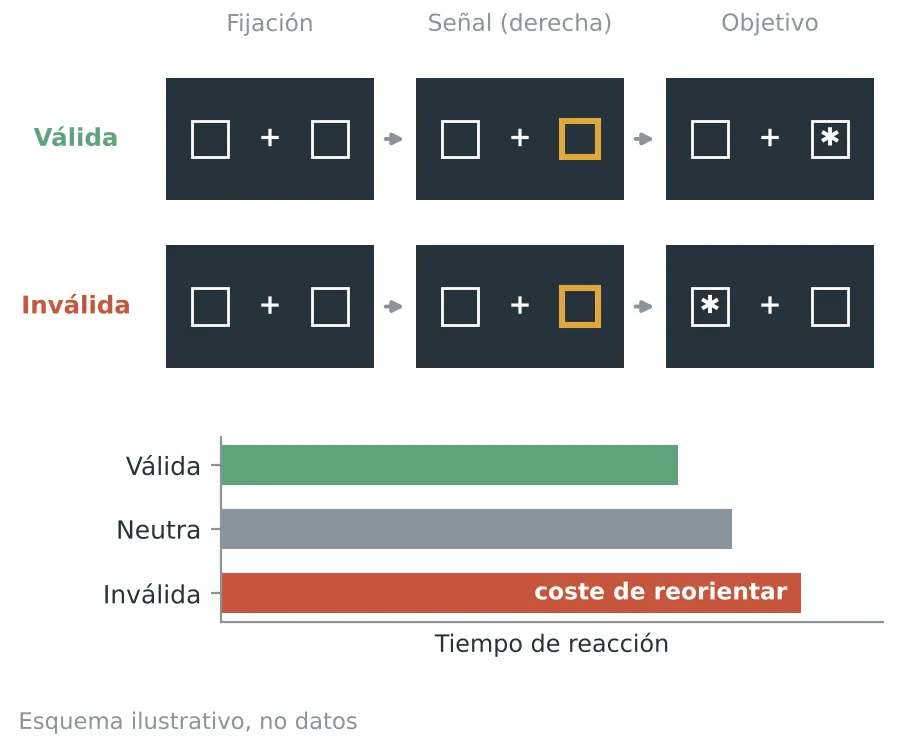 Fijación Señal (derecha) Objetivo
Válida
+ + + *
Inválida
+ + * +
Válida
Neutra
Inválida coste de reorientar
Tiempo de reacción
Esquema ilustrativo, no datos